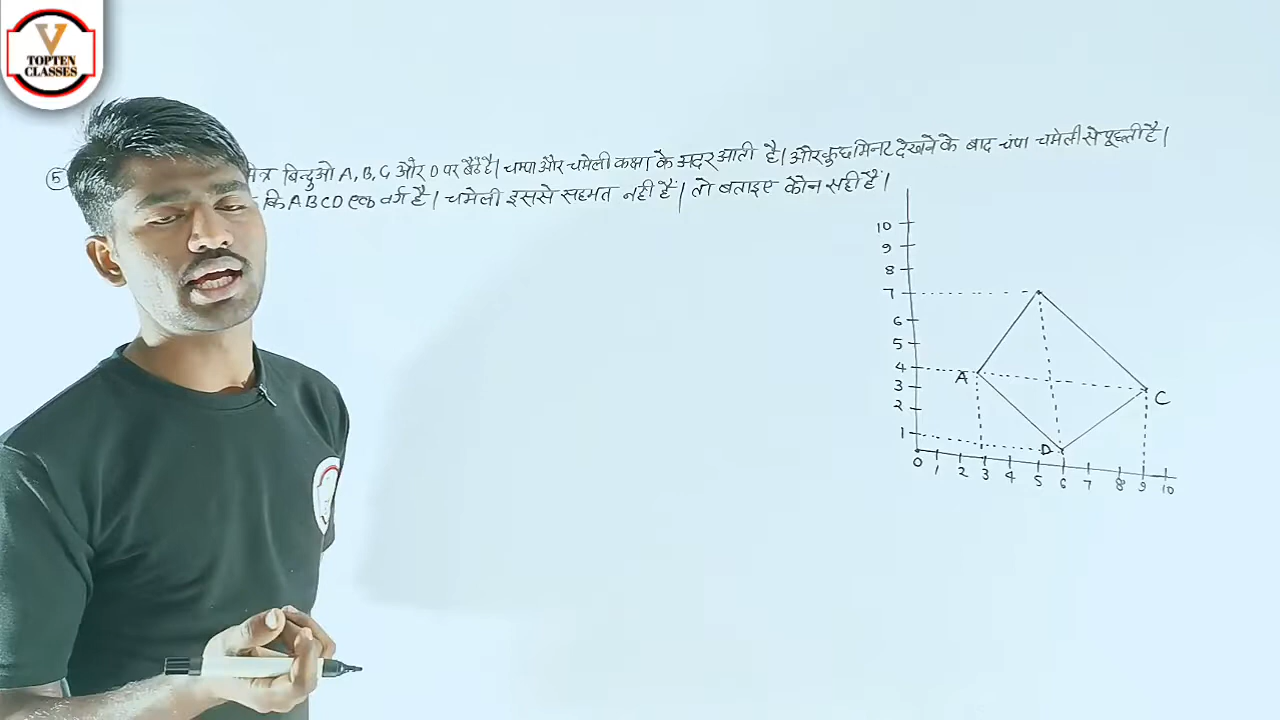 V
TOPTEN
CLASSES
5 मित्र बिन्दुओ A, B, C और D पर बैठे है। चम्पा और चमेली कक्षा के अन्दर आती है। और कुछ मिनट देखने के बाद चंपा चमेली से पूछती है।
कि ABCD एक वर्ग है। चमेली इससे सहमत नही है। तो बताइए कौन सही है।
10
9
8
7
6
5
4
3
2
1
A
C
D
0 1 2 3 4 5 6 7 8 9 10